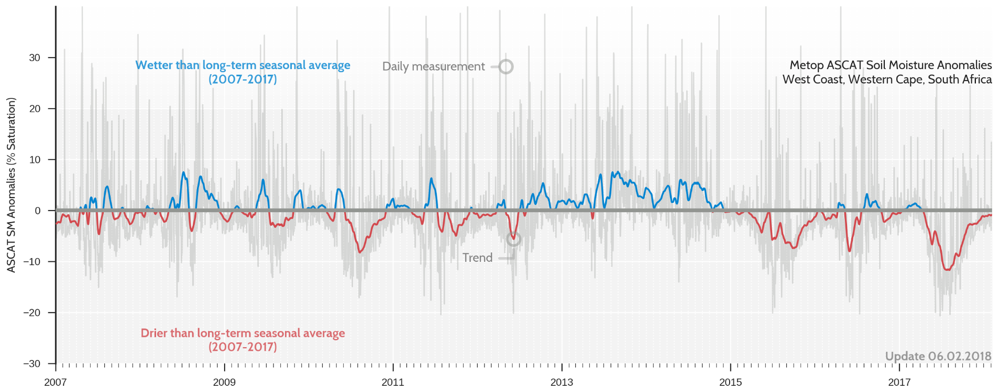 Wetter than long-term seasonal average
(2007-2017)
Daily measurement
Metop ASCAT Soil Moisture Anomalies
West Coast, Western Cape, South Africa
ASCAT SM Anomalies (% Saturation)
30
20
10
0
−10
−20
−30
Trend
Drier than long-term seasonal average
(2007-2017)
Update 06.02.2018
2007
2009
2011
2013
2015
2017